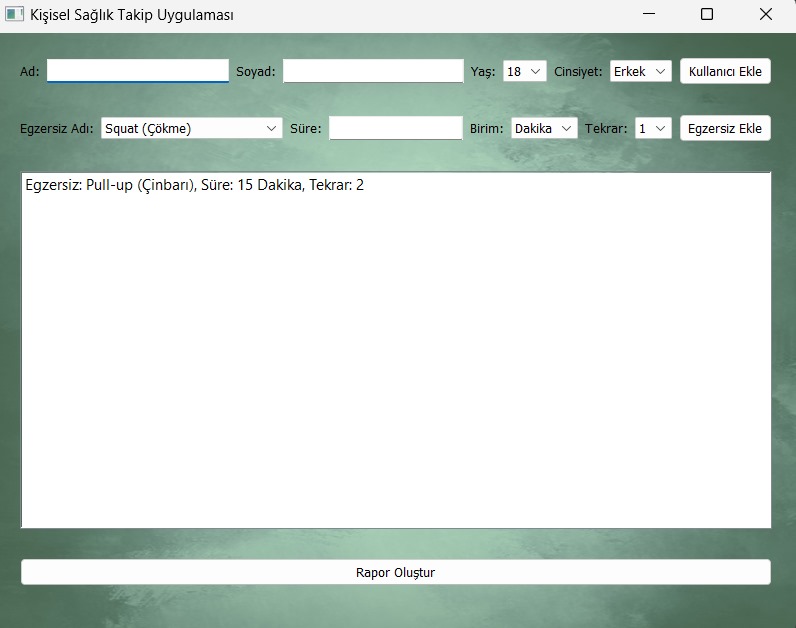 Kişisel Sağlık Takip Uygulaması
Ad: Soyad: Yaş: 18 Cinsiyet: Erkek Kullanıcı Ekle
Egzersiz Adı: Squat (Çökme) Süre: Birim: Dakika Tekrar: 1 Egzersiz Ekle
Egzersiz: Pull-up (Çinbarı), Süre: 15 Dakika, Tekrar: 2
Rapor Oluştur